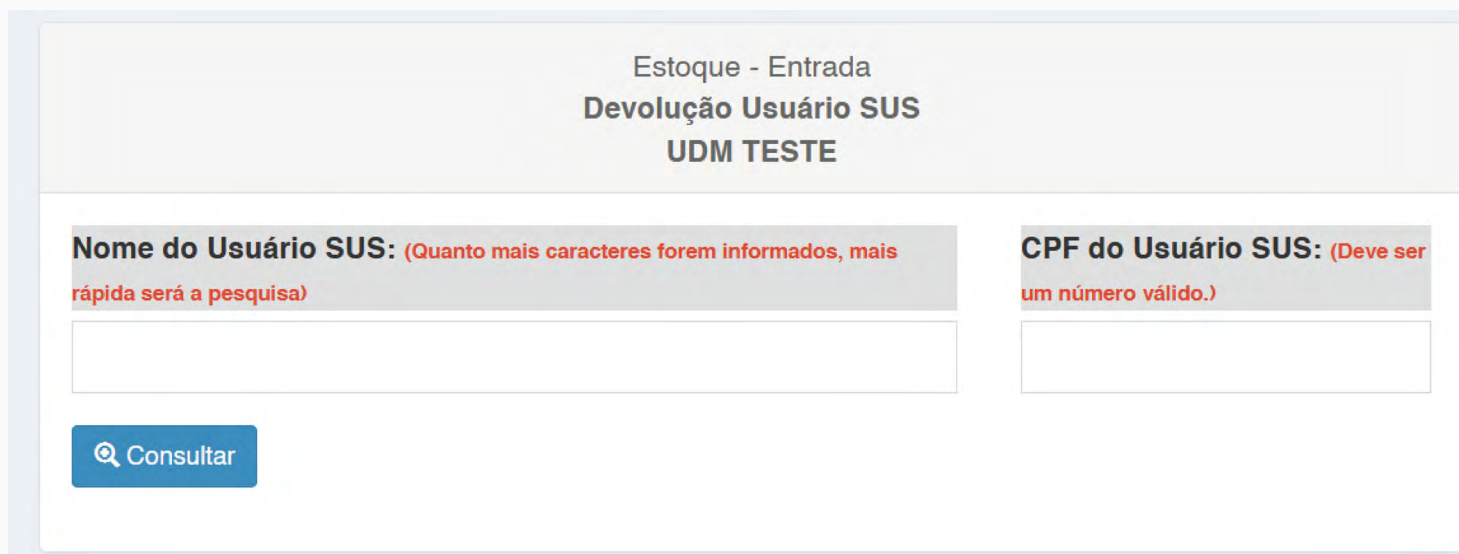 Estoque - Entrada
Devolução Usuário SUS
UDM TESTE
Nome do Usuário SUS: (Quanto mais caracteres forem informados, mais
rápida será a pesquisa)
CPF do Usuário SUS: (Deve ser
um número válido.)
Consultar